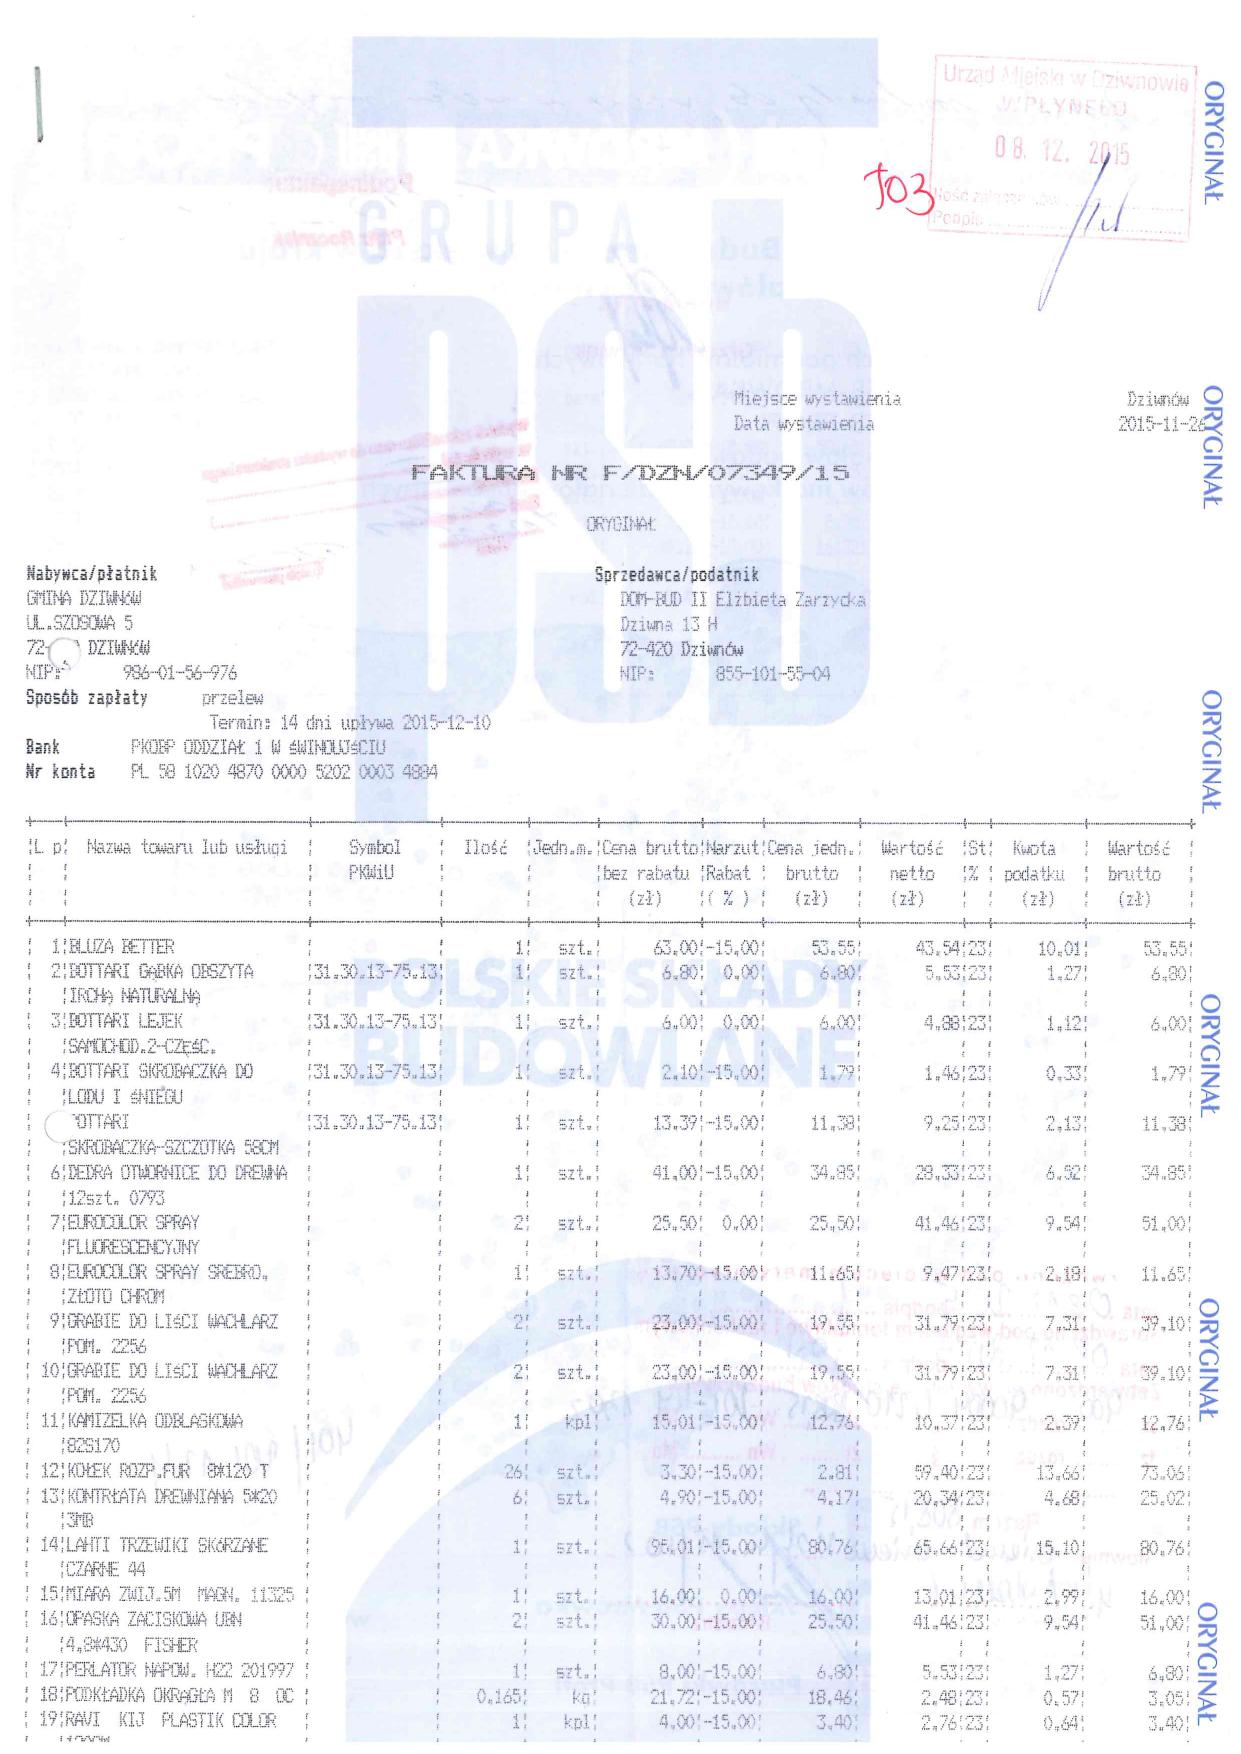 Urząd Miejski w Dziwnowie
WPŁYNĘŁO
08. 12. 2015
Podpis
ORYGINAŁ
GRUPA
psb
Miejsce wystawienia Dziwnów
Data wystawienia 2015-11-26
ORYGINAŁ
FAKTURA NR F/DZN/07349/15
ORYGINAŁ
Nabywca/płatnik Sprzedawca/podatnik
GMINA DZIWNÓW DOM-BUD II Elżbieta Zarzycka
UL.SZOSOWA 5 Dziwna 13 H
72- DZIWNÓW 72-420 Dziwnów
NIP: 986-01-56-976 NIP: 855-101-55-04
Sposób zapłaty przelew
Termin: 14 dni upływa 2015-12-10
Bank PKOBP ODDZIAŁ 1 W ŚWINOUJŚCIU
Nr konta PL 58 1020 4870 0000 5202 0003 4884
ORYGINAŁ
L p Nazwa towaru lub usługi Symbol Ilość Jedn.m. Cena brutto Narzut Cena jedn. Wartość St Kwota Wartość
PKWiU bez rabatu Rabat brutto netto % podatku brutto
(zł) ( % ) (zł) (zł) (zł) (zł)
1 BLUZA BETTER 1 szt. 63,00 -15,00 53,55 43,54 23 10,01 53,55
2 BOTTARI GĄBKA OBSZYTA 31.30.13-75.13 1 szt. 6,80 0,00 6,80 5,53 23 1,27 6,80
IRCHĄ NATURALNĄ
POLSKIE SKŁADY
3 BOTTARI LEJEK 31.30.13-75.13 1 szt. 6,00 0,00 6,00 4,88 23 1,12 6,00
SAMOCHOD.2-CZĘŚC.
BUDOWLANE
4 BOTTARI SKROBACZKA DO 31.30.13-75.13 1 szt. 2,10 -15,00 1,79 1,46 23 0,33 1,79
LODU I ŚNIEGU
ORYGINAŁ
OTTARI 31.30.13-75.13 1 szt. 13,39 -15,00 11,38 9,25 23 2,13 11,38
SKROBACZKA-SZCZOTKA 58CM
6 DEDRA OTWORNICE DO DREWNA 1 szt. 41,00 -15,00 34,85 28,33 23 6,52 34,85
12szt. 0793
7 EUROCOLOR SPRAY 2 szt. 25,50 0,00 25,50 41,46 23 9,54 51,00
FLUORESCENCYJNY
8 EUROCOLOR SPRAY SREBRO, 1 szt. 13,70 -15,00 11,65 9,47 23 2,18 11,65
ZŁOTO CHROM
9 GRABIE DO LIŚCI WACHLARZ 2 szt. 23,00 -15,00 19,55 31,79 23 7,31 39,10
POM. 2256
ORYGINAŁ
10 GRABIE DO LIŚCI WACHLARZ 2 szt. 23,00 -15,00 19,55 31,79 23 7,31 39,10
POM. 2256
11 KAMIZELKA ODBLASKOWA 1 kpl 15,01 -15,00 12,76 10,37 23 2,39 12,76
82S170
12 KOŁEK ROZP.FUR 8*120 T 26 szt. 3,30 -15,00 2,81 59,40 23 13,66 73,06
13 KONTRŁATA DREWNIANA 5*20 6 szt. 4,90 -15,00 4,17 20,34 23 4,68 25,02
3MB
14 LAHTI TRZEWIKI SKÓRZANE 1 szt. 95,01 -15,00 80,76 65,66 23 15,10 80,76
CZARNE 44
15 MIARA ZWIJ.5M MAGN. 11325 1 szt. 16,00 0,00 16,00 13,01 23 2,99 16,00
16 OPASKA ZACISKOWA UBN 2 szt. 30,00 -15,00 25,50 41,46 23 9,54 51,00
4,8*430 FISHER
ORYGINAŁ
17 PERLATOR NAPOW. H22 201997 1 szt. 8,00 -15,00 6,80 5,53 23 1,27 6,80
18 PODKŁADKA OKRĄGŁA M 8 OC 0,165 kg 21,72 -15,00 18,46 2,48 23 0,57 3,05
19 RAVI KIJ PLASTIK COLOR 1 kpl 4,00 -15,00 3,40 2,76 23 0,64 3,40